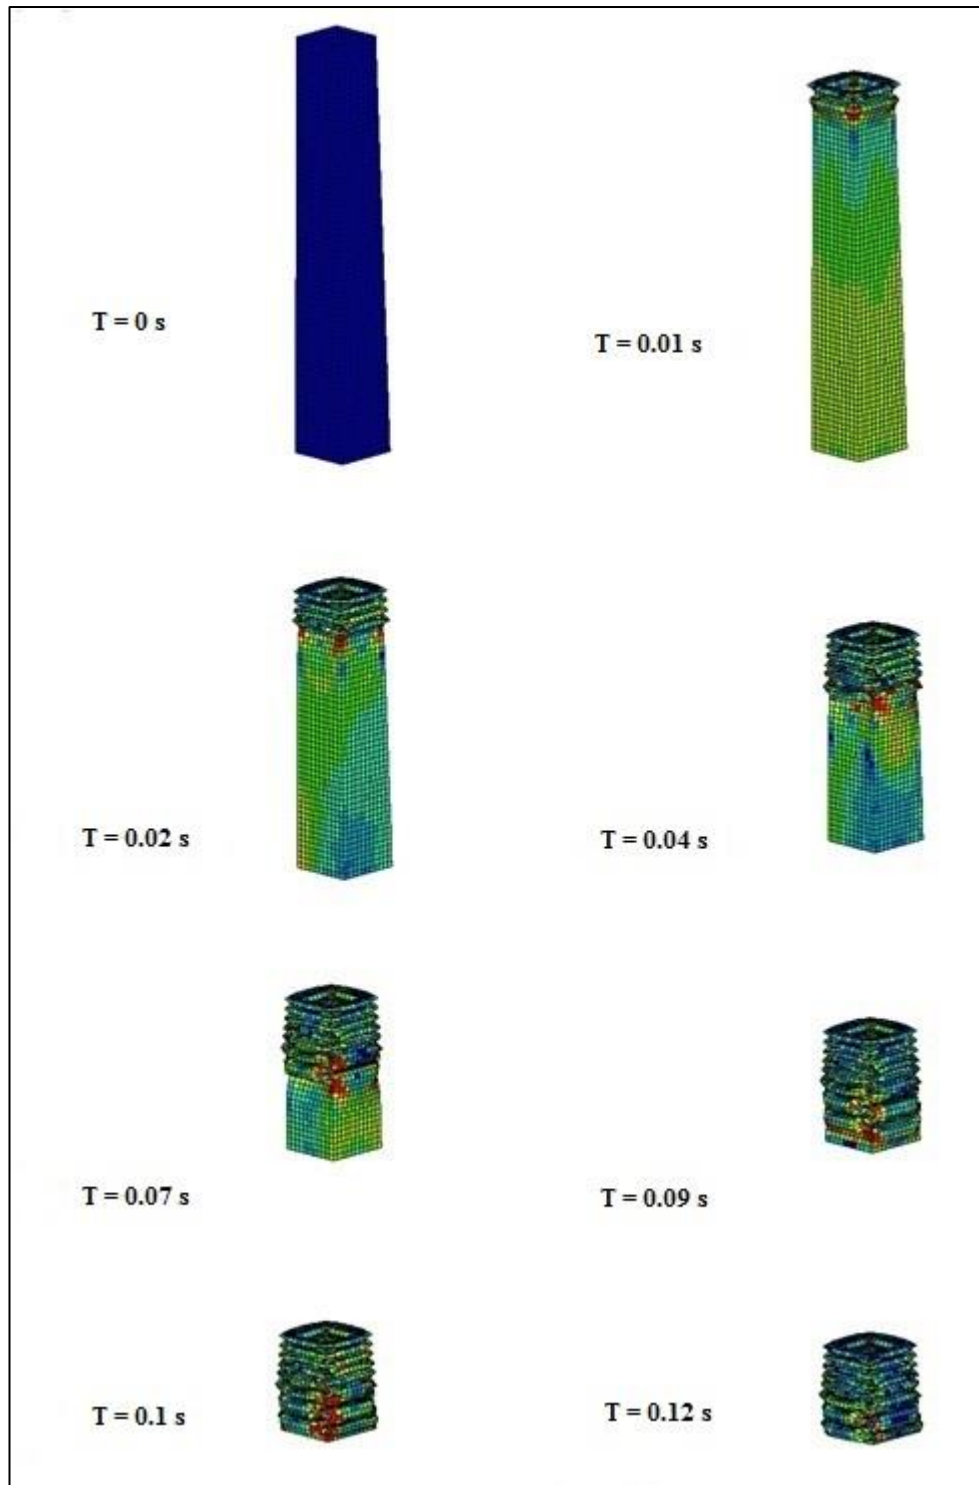 T = 0 s
T = 0.01 s
T = 0.02 s
T = 0.04 s
T = 0.07 s
T = 0.09 s
T = 0.1 s
T = 0.12 s